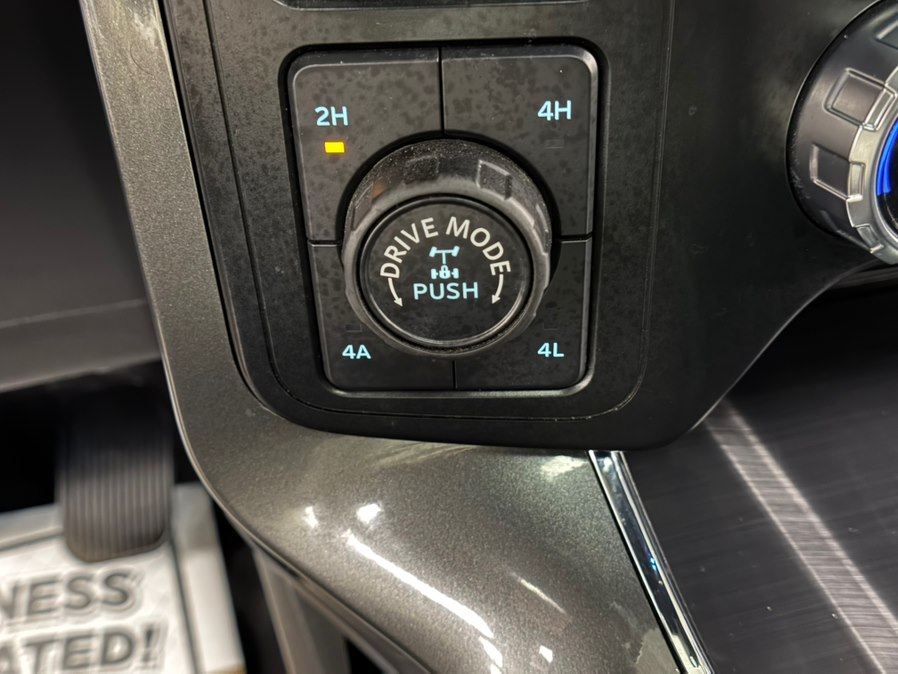 2H
4H
DRIVE MODE
PUSH
4A
4L
NESS
ATED!